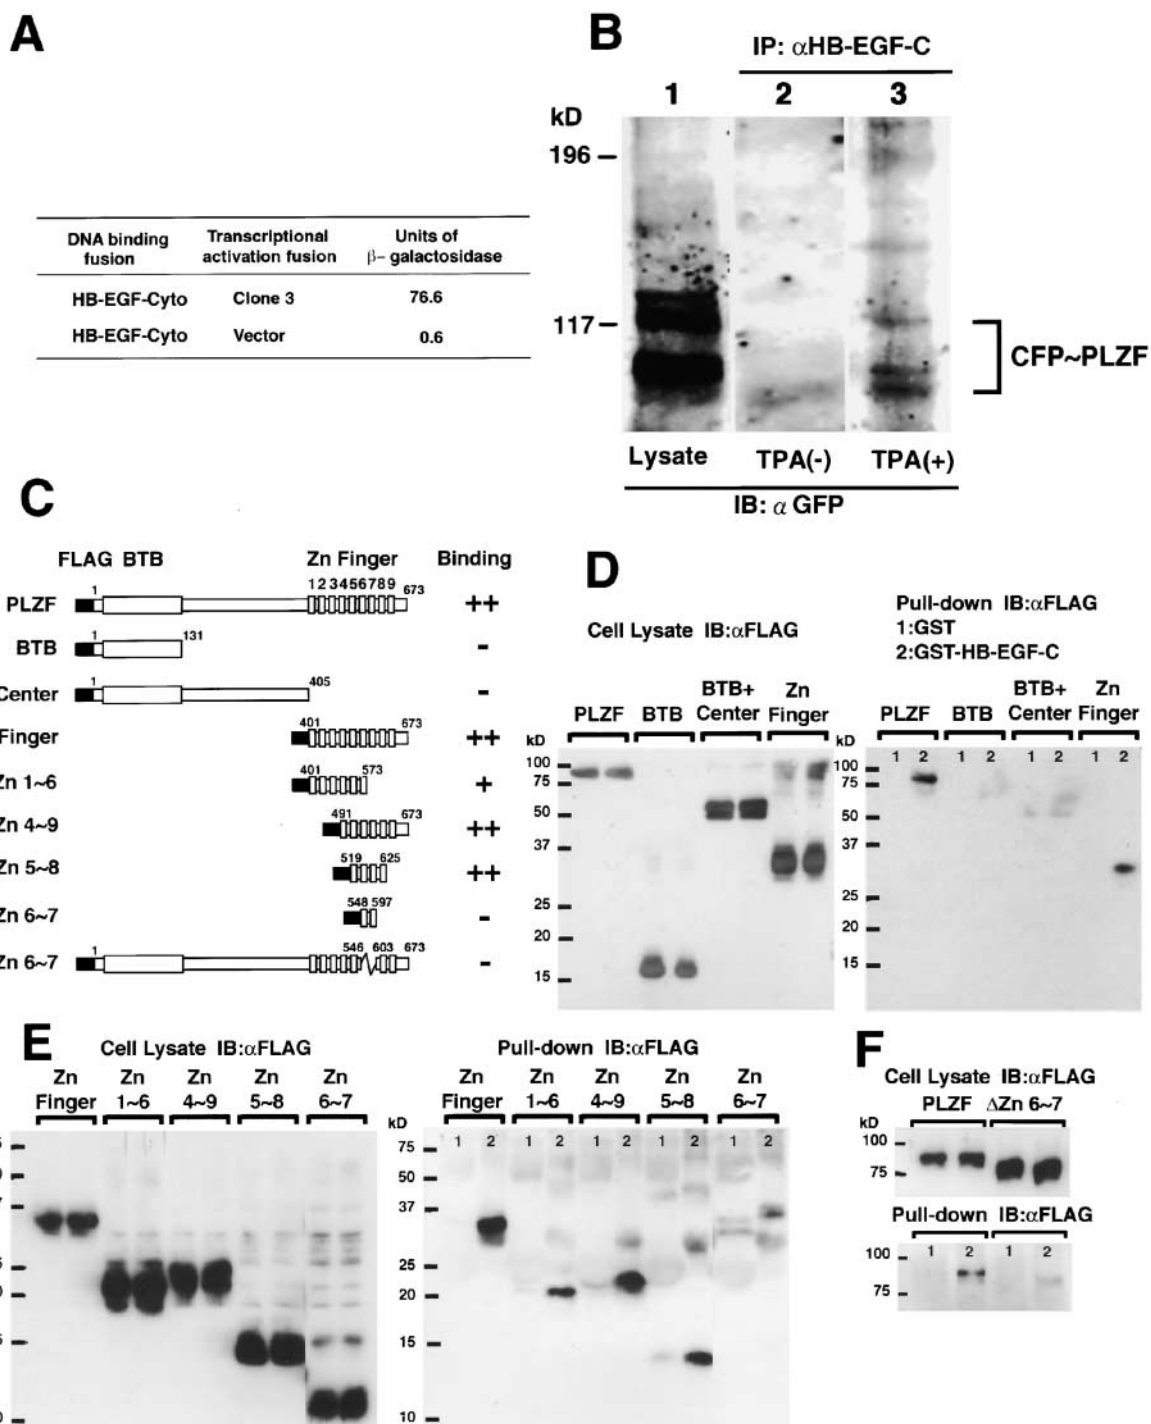 A
DNA binding fusion
Transcriptional activation fusion
Units of β– galactosidase
HB-EGF-Cyto Clone 3 76.6
HB-EGF-Cyto Vector 0.6
B
IP: αHB-EGF-C
1 2 3
kD
196
117
CFP~PLZF
Lysate TPA(-) TPA(+)
IB: α GFP
C
FLAG BTB Zn Finger Binding
1 2 3 4 5 6 7 8 9
PLZF 1 673 ++
BTB 1 131 -
Center 1 405 -
Finger 401 673 ++
Zn 1~6 401 573 +
Zn 4~9 491 673 ++
Zn 5~8 519 625 ++
Zn 6~7 548 597 -
Zn 6~7 1 546 603 673 -
D
Cell Lysate IB:αFLAG
PLZF BTB BTB+ Center Zn Finger
kD
100
75
50
37
25
20
15
Pull-down IB:αFLAG
1:GST
2:GST-HB-EGF-C
PLZF BTB BTB+ Center Zn Finger
kD
1 2 1 2 1 2 1 2
100
75
50
37
25
20
15
E
Cell Lysate IB:αFLAG
Zn Finger Zn 1~6 Zn 4~9 Zn 5~8 Zn 6~7
Pull-down IB:αFLAG
Zn Finger Zn 1~6 Zn 4~9 Zn 5~8 Zn 6~7
kD
1 2 1 2 1 2 1 2 1 2
75
50
37
25
20
15
10
F
Cell Lysate IB:αFLAG
PLZF ΔZn 6~7
kD
100
75
Pull-down IB:αFLAG
1 2 1 2
100
75